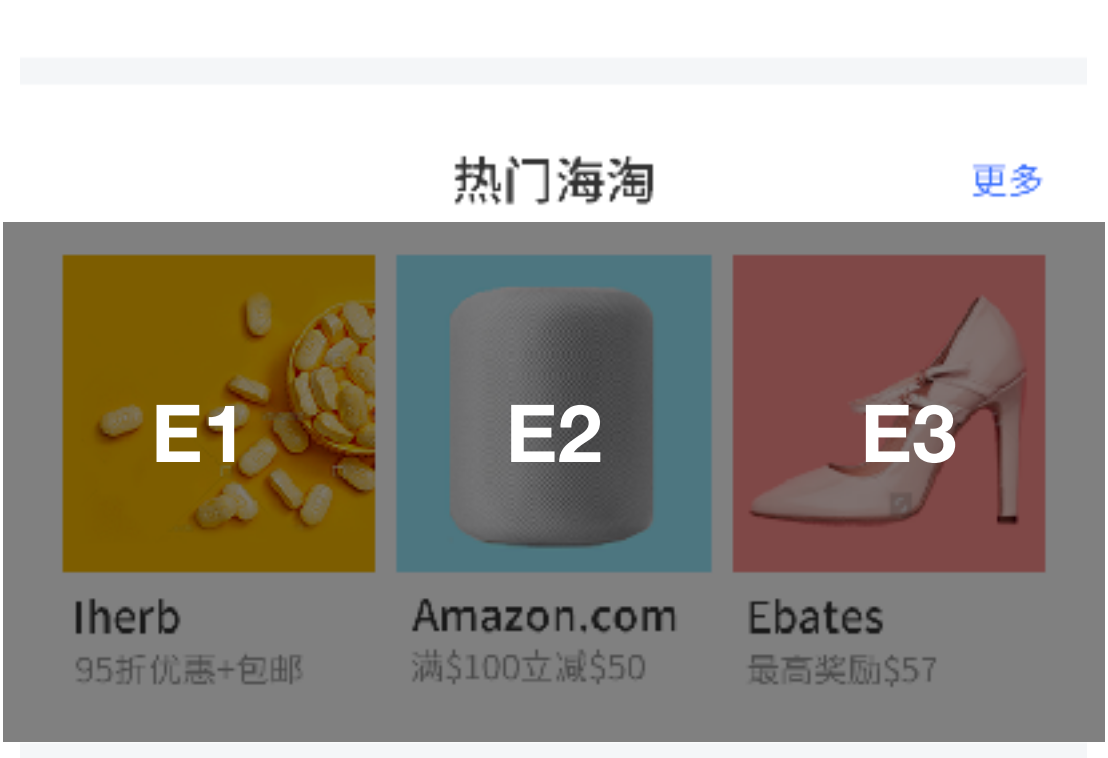 热门海淘
更多
E1
E2
E3
Iherb
Amazon.com
Ebates
95折优惠+包邮
满$100立减$50
最高奖励$57